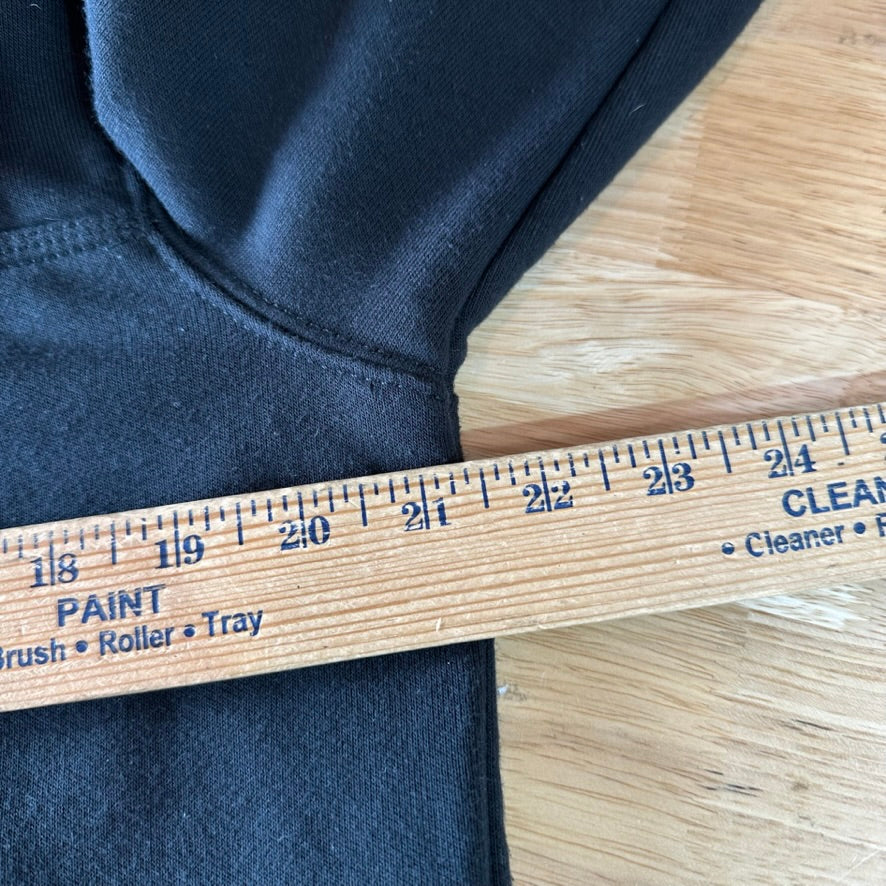 18 19 20 21 22 23 24
PAINT
Brush • Roller • Tray
CLEAN
• Cleaner •